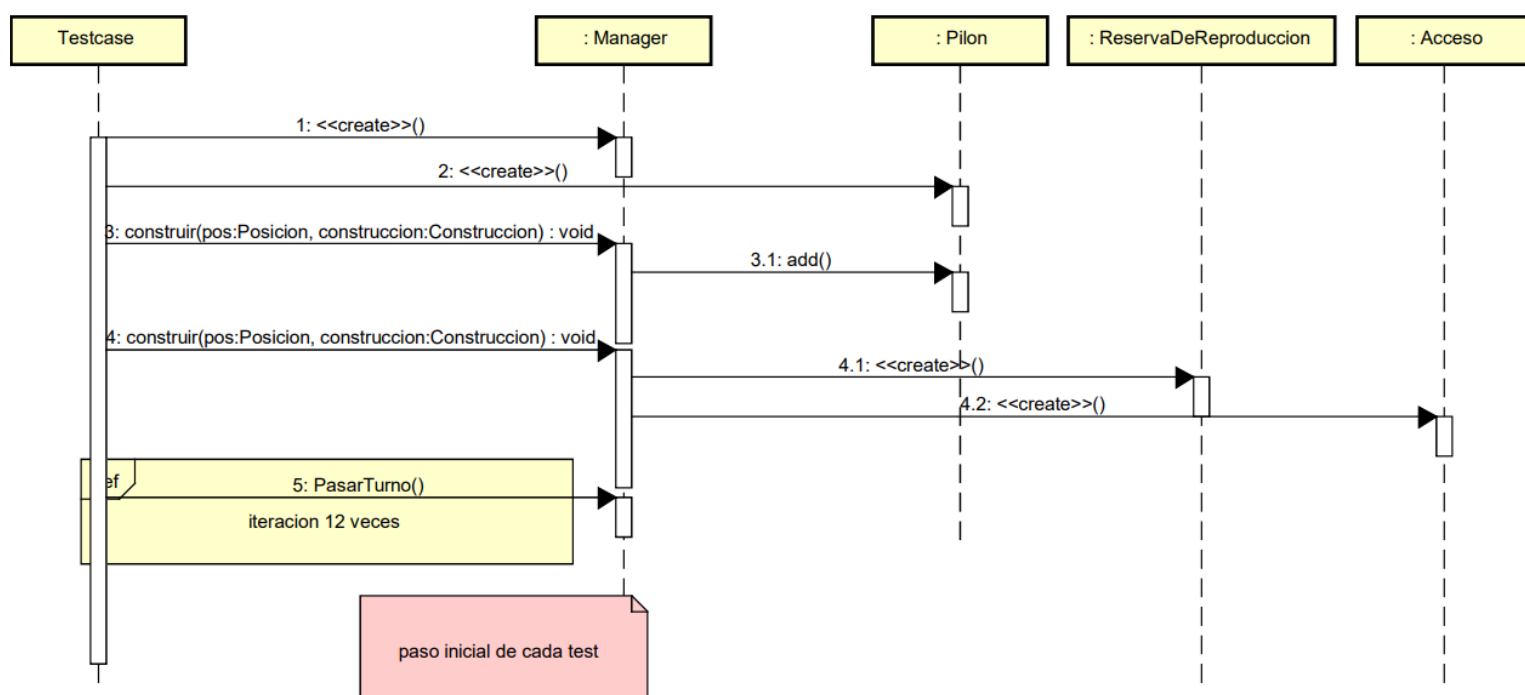 Testcase
: Manager
: Pilon
: ReservaDeReproduccion
: Acceso
1: <<create>>()
2: <<create>>()
3: construir(pos:Posicion, construccion:Construccion) : void
3.1: add()
4: construir(pos:Posicion, construccion:Construccion) : void
4.1: <<create>>()
4.2: <<create>>()
ef
5: PasarTurno()
iteracion 12 veces
paso inicial de cada test